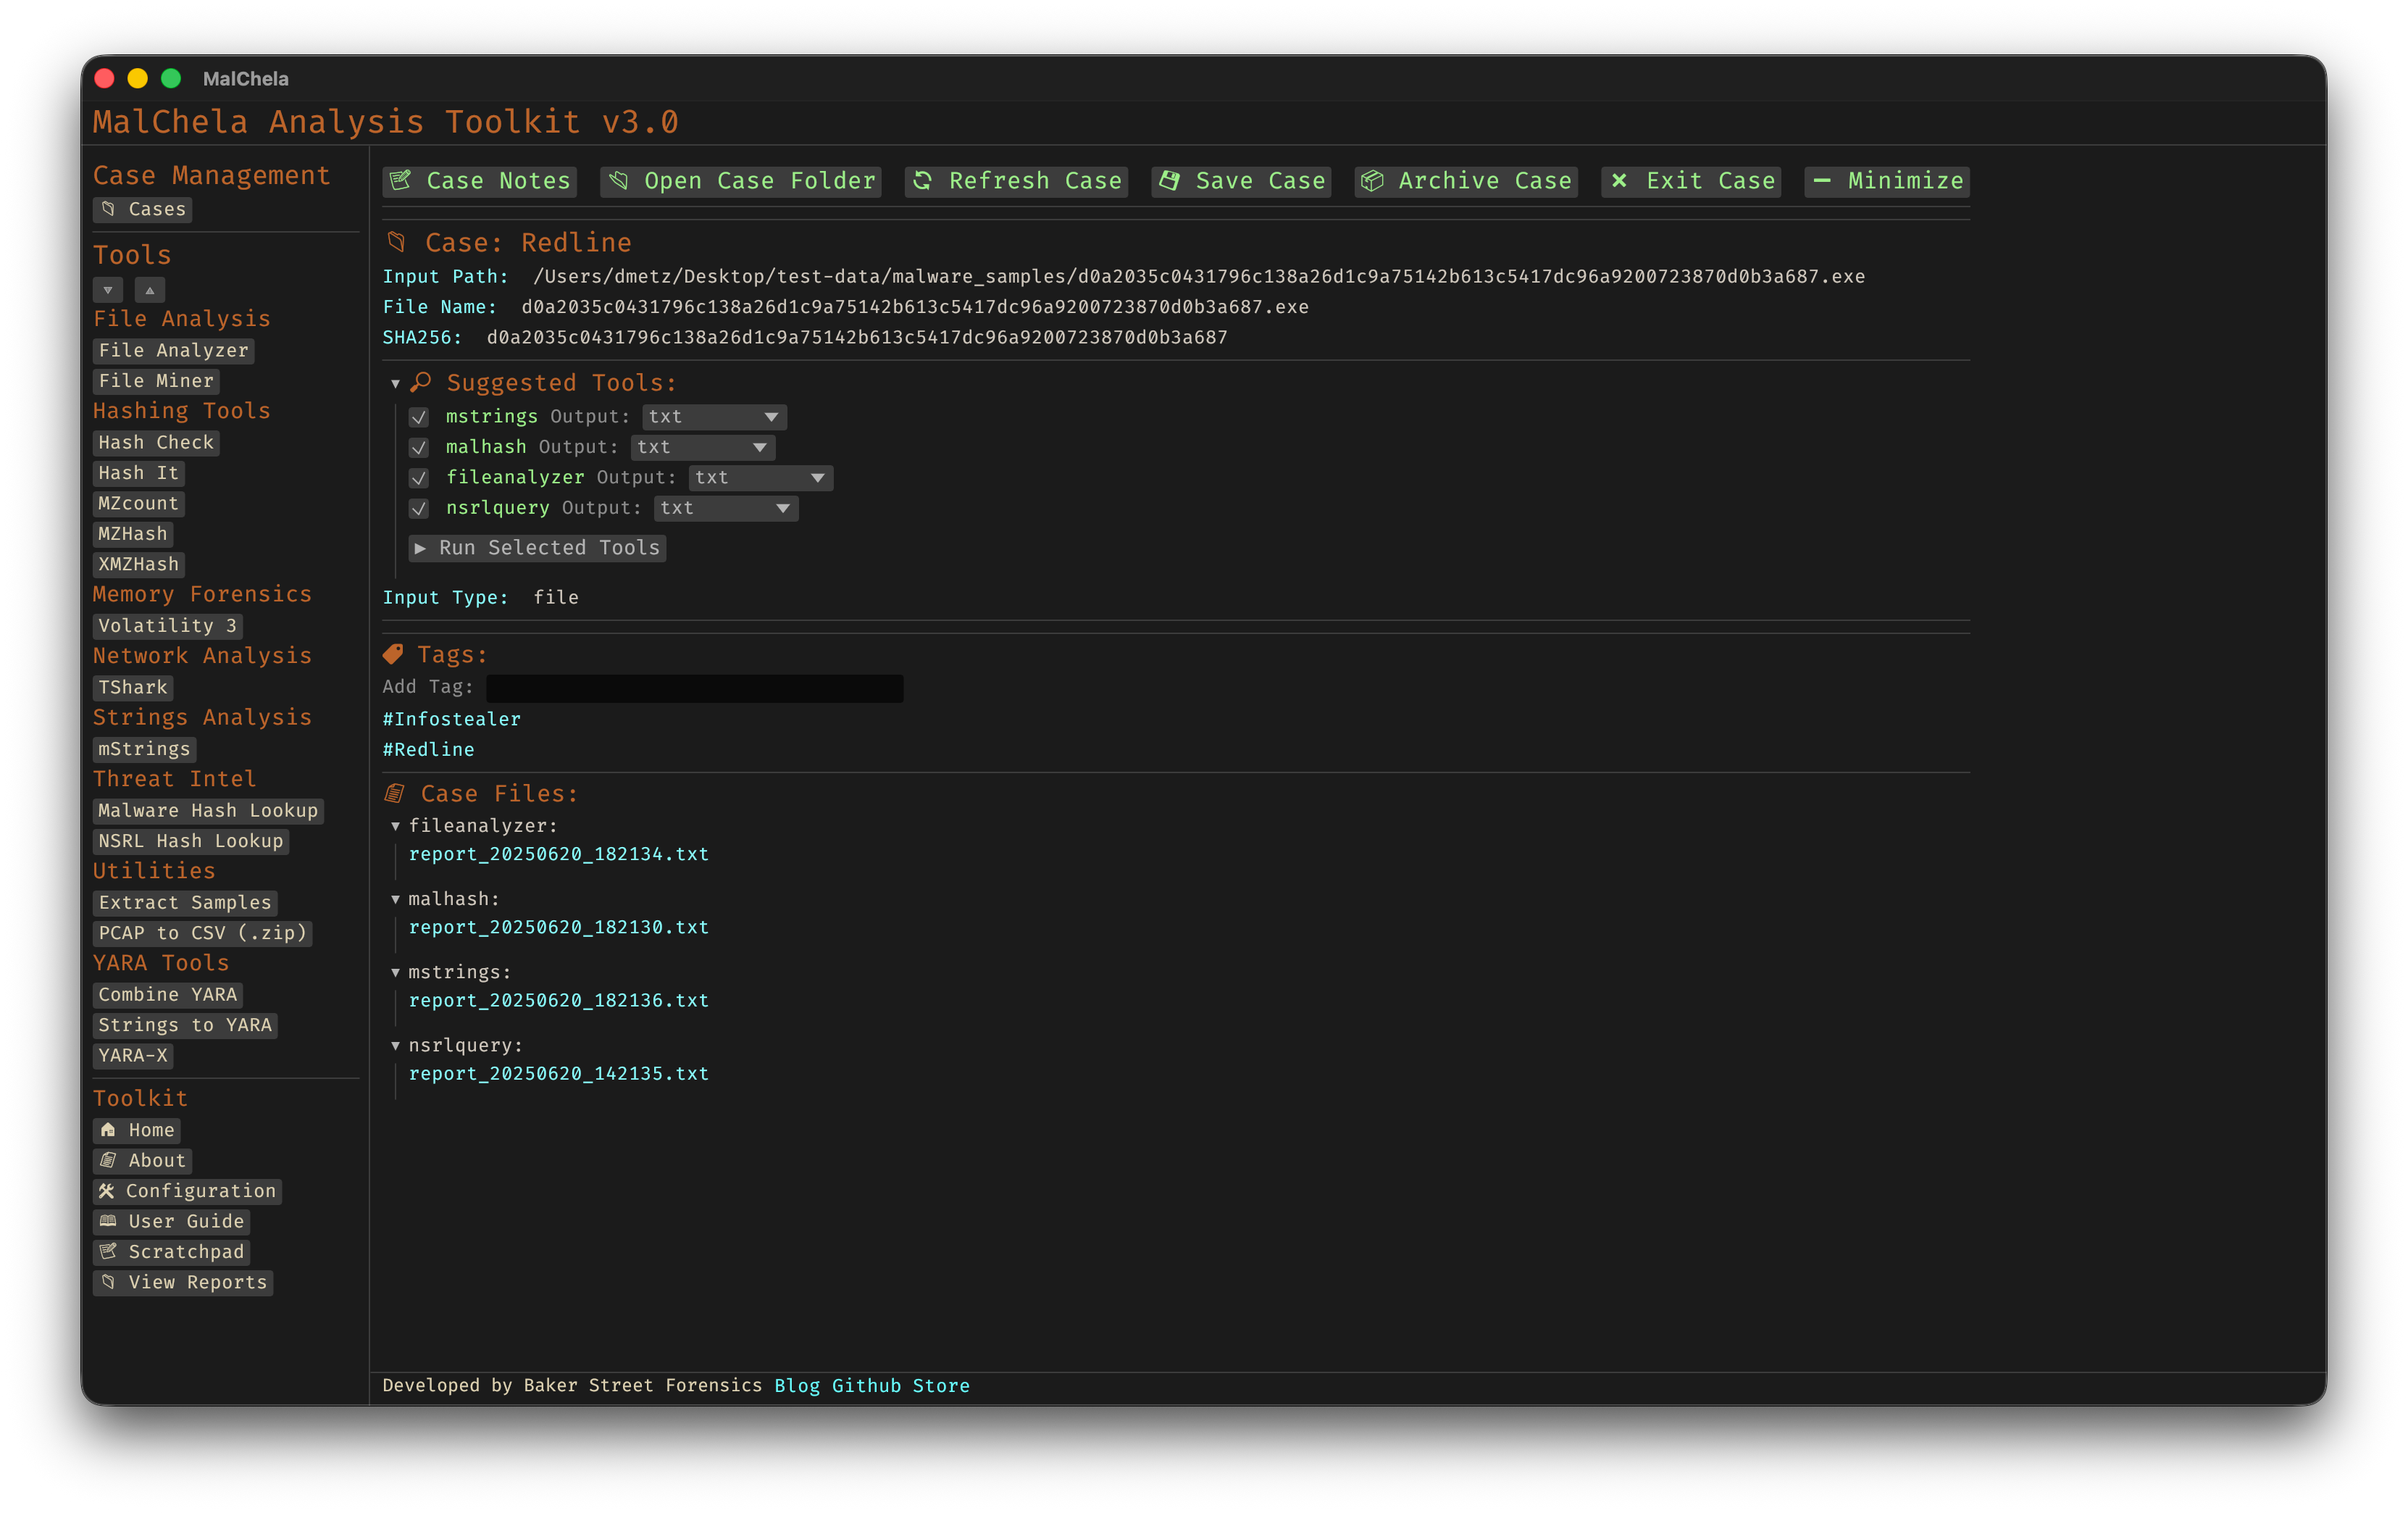 MalChela
MalChela Analysis Toolkit v3.0
Case Management
Cases
Tools
File Analysis
File Analyzer
File Miner
Hashing Tools
Hash Check
Hash It
MZcount
MZHash
XMZHash
Memory Forensics
Volatility 3
Network Analysis
TShark
Strings Analysis
mStrings
Threat Intel
Malware Hash Lookup
NSRL Hash Lookup
Utilities
Extract Samples
PCAP to CSV (.zip)
YARA Tools
Combine YARA
Strings to YARA
YARA-X
Toolkit
Home
About
Configuration
User Guide
Scratchpad
View Reports
Case Notes Open Case Folder Refresh Case Save Case Archive Case Exit Case Minimize
Case: Redline
Input Path: /Users/dmetz/Desktop/test-data/malware_samples/d0a2035c0431796c138a26d1c9a75142b613c5417dc96a9200723870d0b3a687.exe
File Name: d0a2035c0431796c138a26d1c9a75142b613c5417dc96a9200723870d0b3a687.exe
SHA256: d0a2035c0431796c138a26d1c9a75142b613c5417dc96a9200723870d0b3a687
Suggested Tools:
mstrings Output: txt
malhash Output: txt
fileanalyzer Output: txt
nsrlquery Output: txt
Run Selected Tools
Input Type: file
Tags:
Add Tag:
#Infostealer
#Redline
Case Files:
fileanalyzer:
report_20250620_182134.txt
malhash:
report_20250620_182130.txt
mstrings:
report_20250620_182136.txt
nsrlquery:
report_20250620_142135.txt
Developed by Baker Street Forensics Blog Github Store